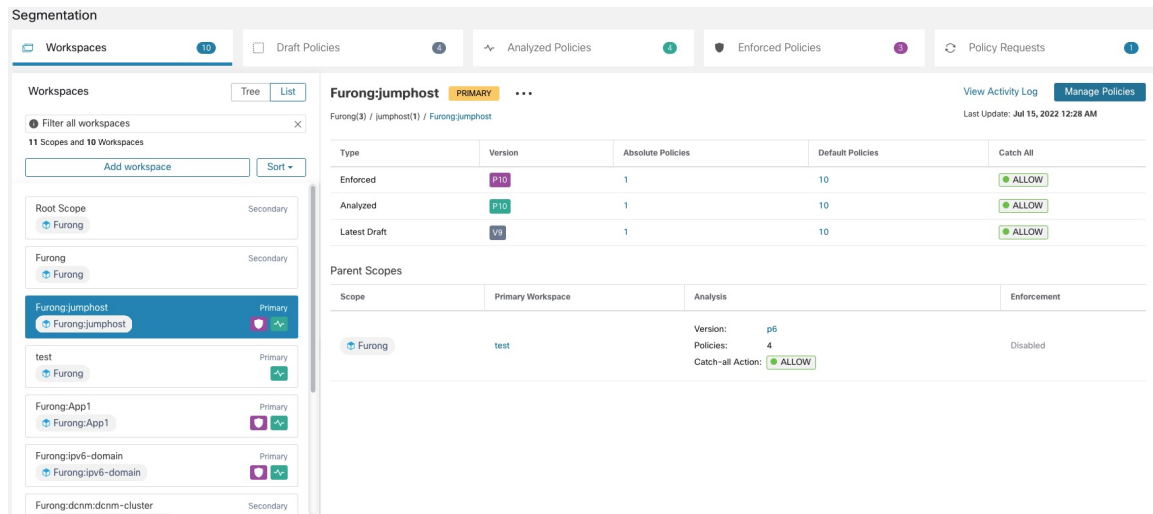 Segmentation
Workspaces 10
Draft Policies 4
Analyzed Policies 4
Enforced Policies 3
Policy Requests 1
Workspaces Tree List
Filter all workspaces
11 Scopes and 10 Workspaces
Add workspace Sort
Root Scope Secondary
Furong
Furong Secondary
Furong
Furong:jumphost Primary
Furong:jumphost
test Primary
Furong
Furong:App1 Primary
Furong:App1
Furong:ipv6-domain Primary
Furong:ipv6-domain
Furong:dcnm:dcnm-cluster Secondary
Furong:jumphost PRIMARY ...
View Activity Log Manage Policies
Furong(3) / jumphost(1) / Furong:jumphost
Last Update: Jul 15, 2022 12:28 AM
Type Version Absolute Policies Default Policies Catch All
Enforced P10 1 10 ALLOW
Analyzed P10 1 10 ALLOW
Latest Draft V9 1 10 ALLOW
Parent Scopes
Scope Primary Workspace Analysis Enforcement
Version: p6
Furong test Policies: 4 Disabled
Catch-all Action: ALLOW